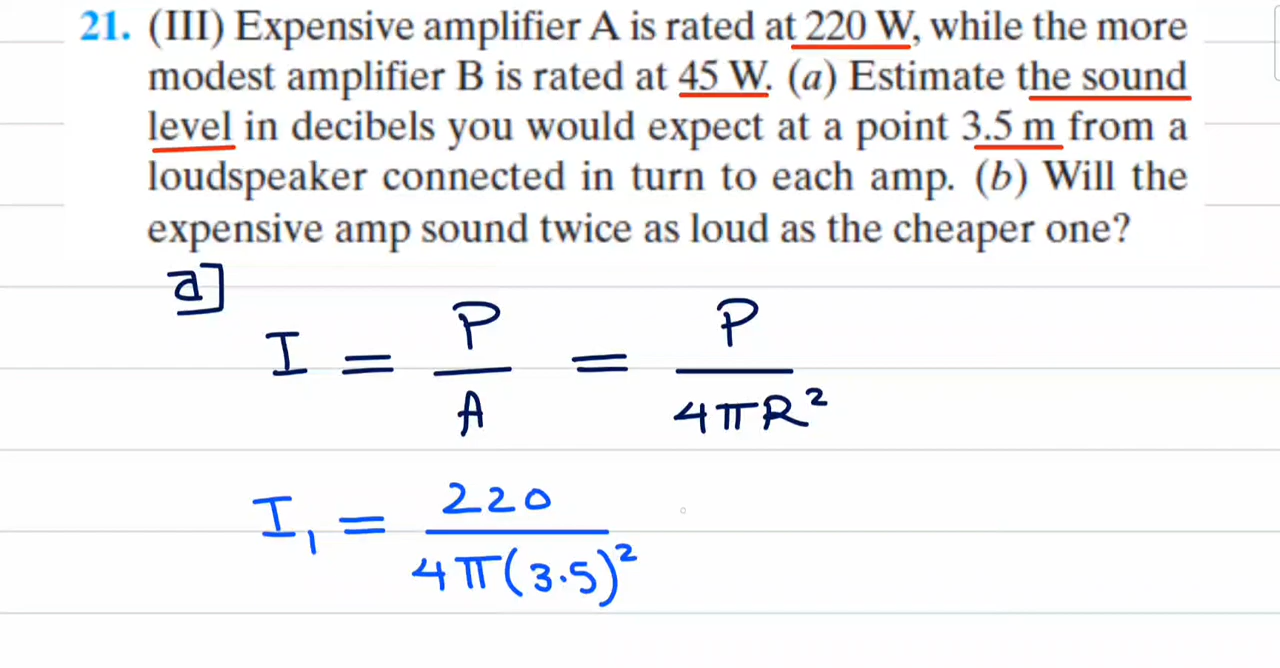 21. (III) Expensive amplifier A is rated at 220 W, while the more
modest amplifier B is rated at 45 W. (a) Estimate the sound
level in decibels you would expect at a point 3.5 m from a
loudspeaker connected in turn to each amp. (b) Will the
expensive amp sound twice as loud as the cheaper one?
a]
I = P/A = P/4πR²
I₁ = 220/4π(3.5)²